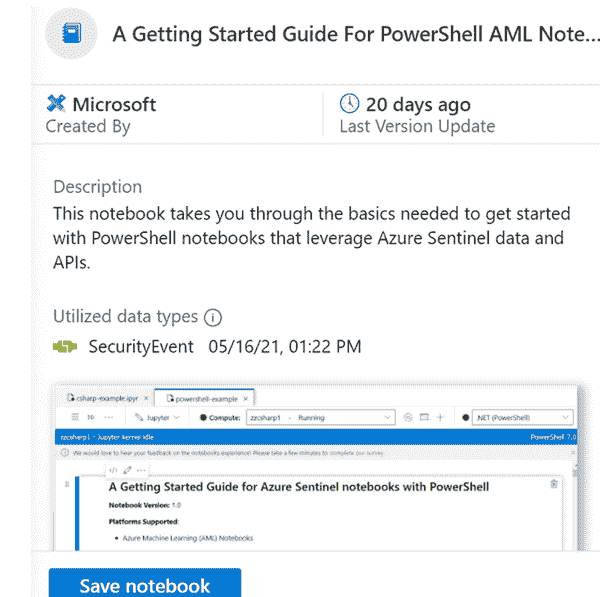 A Getting Started Guide For PowerShell AML Note...
Microsoft
Created By
20 days ago
Last Version Update
Description
This notebook takes you through the basics needed to get started
with PowerShell notebooks that leverage Azure Sentinel data and
APIs.
Utilized data types
SecurityEvent 05/16/21, 01:22 PM
csharp-example.ipyr × powershell-example ×
Jupyter Compute: zzcsharp1 - Running .NET (PowerShell)
zzcsharp1 - Jupyter kernel idle PowerShell 7.0
We would love to hear your feedback on the notebooks experience! Please take a few minutes to complete our survey.
A Getting Started Guide for Azure Sentinel notebooks with PowerShell
Notebook Version: 1.0
Platforms Supported:
• Azure Machine Learning (AML) Notebooks
Save notebook